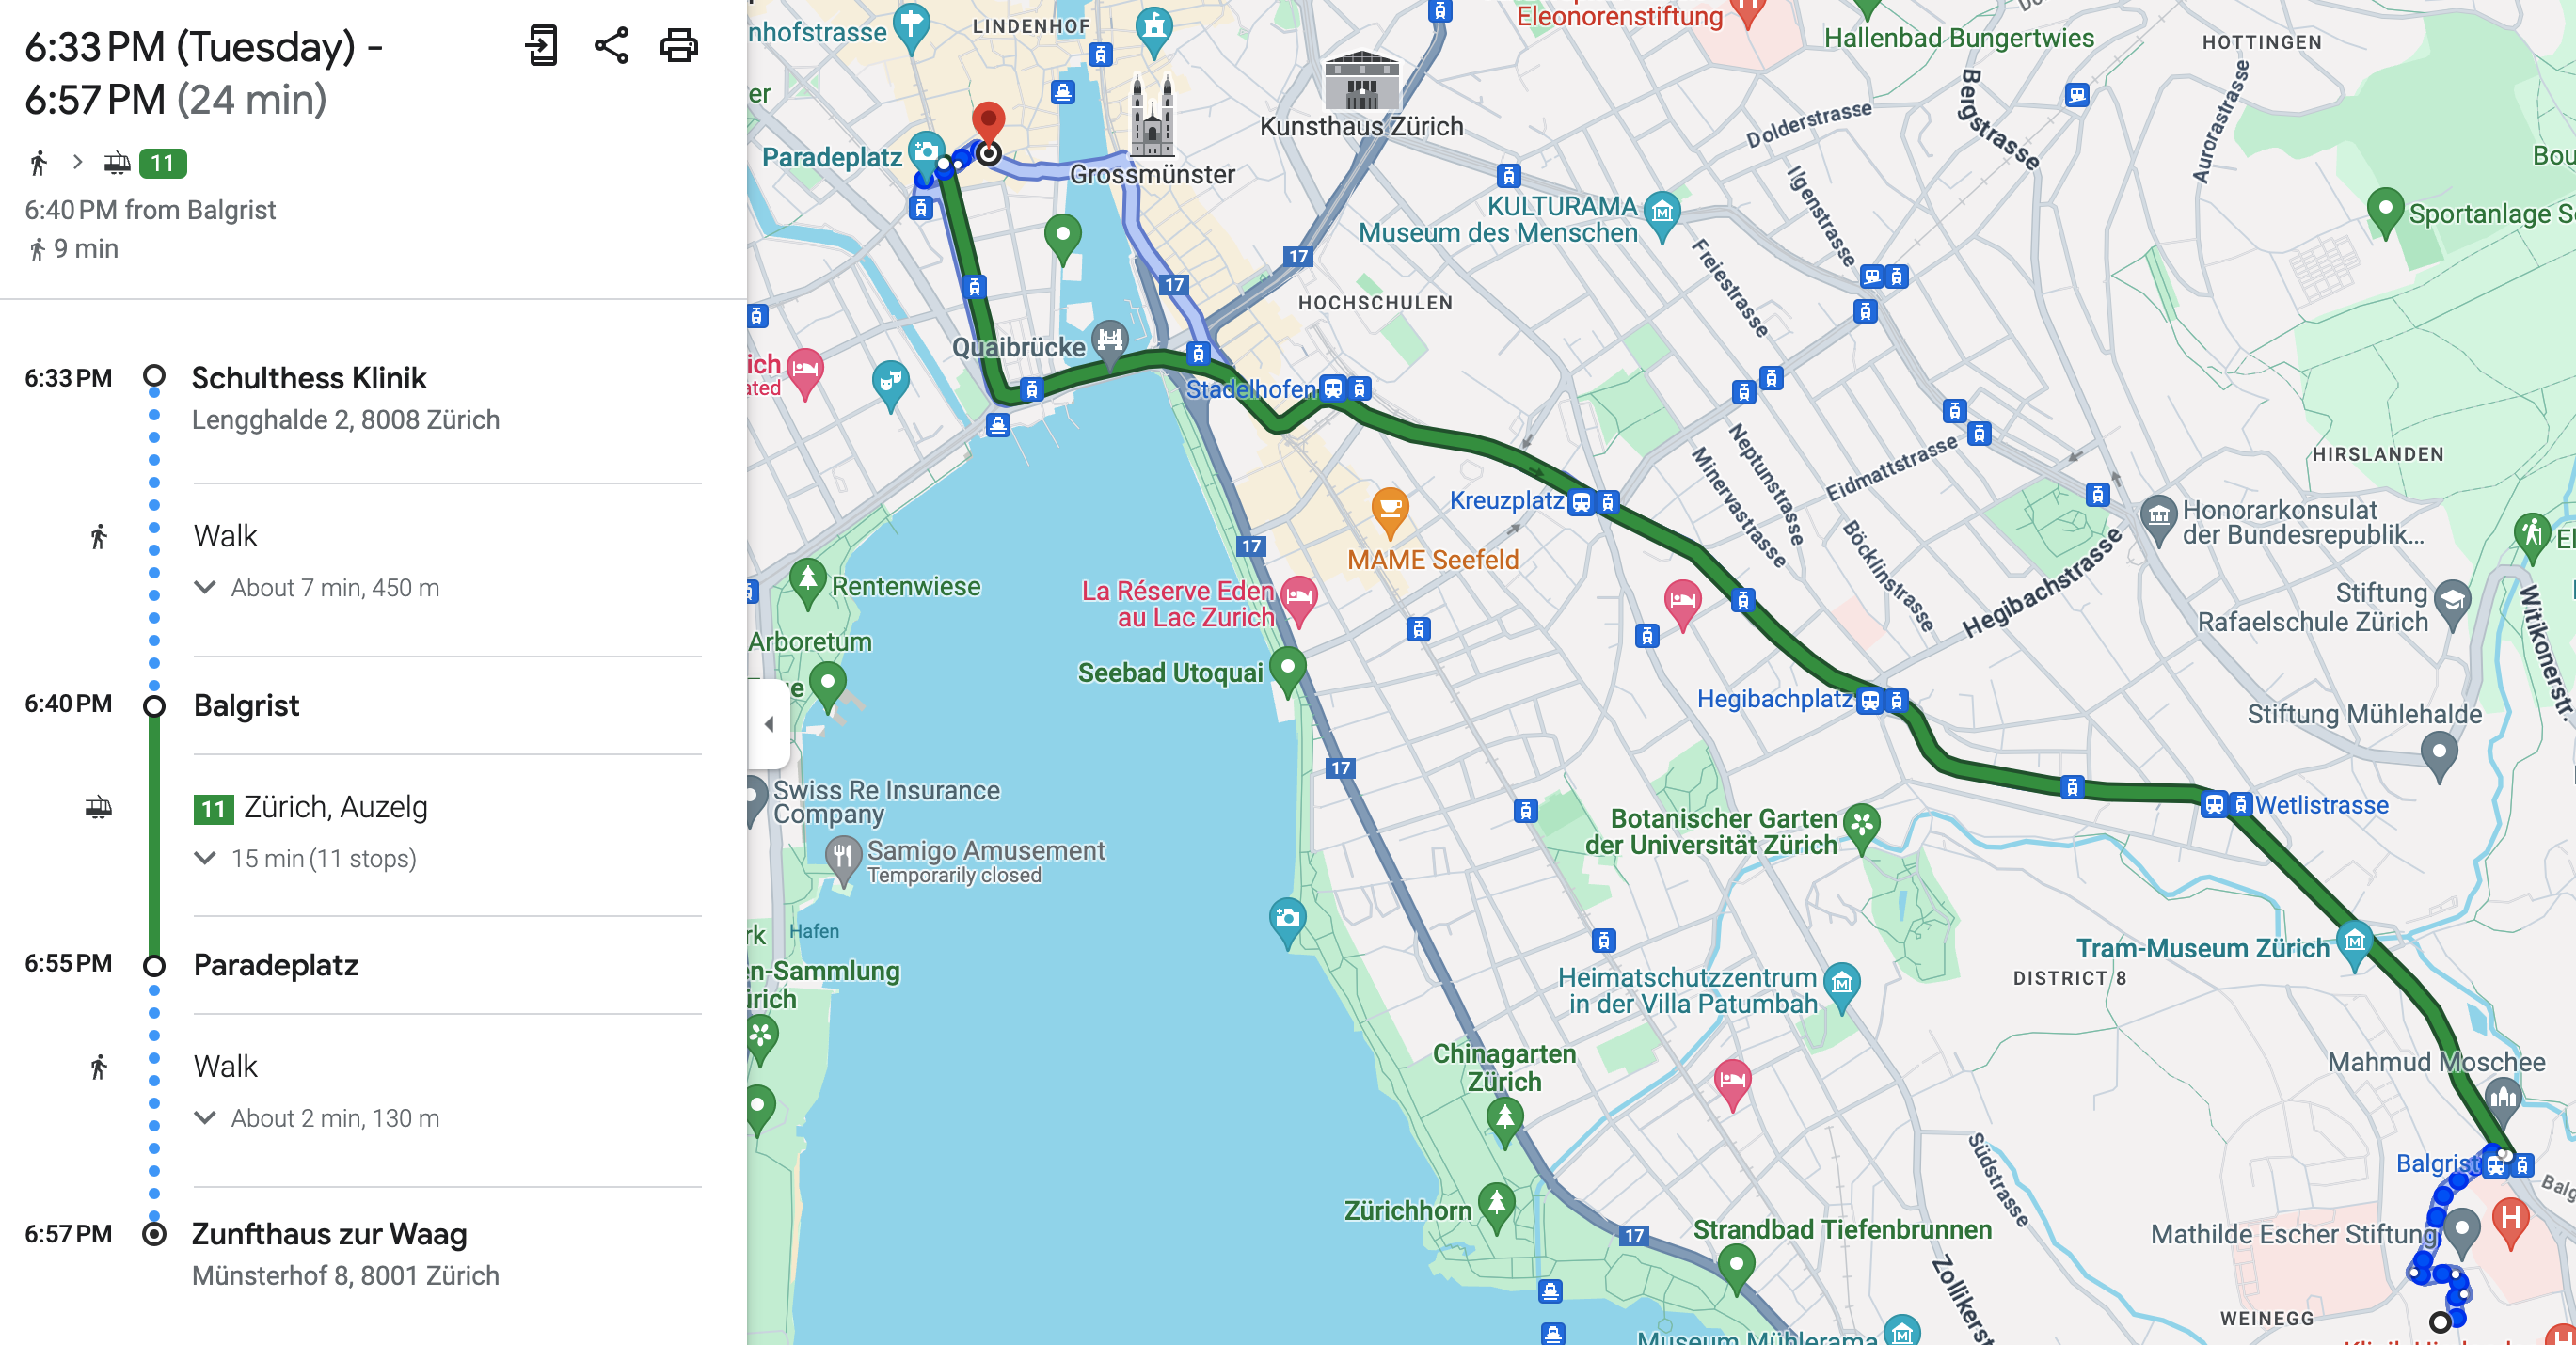 6:33 PM (Tuesday) -
6:57 PM (24 min)
11
6:40 PM from Balgrist
9 min
6:33 PM
Schulthess Klinik
Lengghalde 2, 8008 Zürich
Walk
About 7 min, 450 m
6:40 PM
Balgrist
11 Zürich, Auzelg
15 min (11 stops)
6:55 PM
Paradeplatz
Walk
About 2 min, 130 m
6:57 PM
Zunfthaus zur Waag
Münsterhof 8, 8001 Zürich
nhofstrasse
LINDENHOF
Eleonorenstiftung
Hallenbad Bungertwies
HOTTINGEN
er
Kunsthaus Zürich
Dolderstrasse
Bergstrasse
Aurorastrasse
Bou
Paradeplatz
Grossmünster
Ilgenstrasse
KULTURAMA
Museum des Menschen
Sportanlage S
Freiestrasse
17
17
HOCHSCHULEN
Quaibrücke
ich
ated
Stadelhofen
Neptunstrasse
Minervastrasse
Eidmattstrasse
HIRSLANDEN
Kreuzplatz
Honorarkonsulat
der Bundesrepublik...
El
Böcklinstrasse
Hegibachstrasse
17
MAME Seefeld
Rentenwiese
La Réserve Eden
au Lac Zurich
Stiftung
Rafaelschule Zürich
Witikonerstr.
Arboretum
Seebad Utoquai
e
Hegibachplatz
Stiftung Mühlehalde
17
Swiss Re Insurance
Company
Wetlistrasse
Botanischer Garten
der Universität Zürich
Samigo Amusement
Temporarily closed
rk
Hafen
Tram-Museum Zürich
n-Sammlung
ürich
Heimatschutzzentrum
in der Villa Patumbah
DISTRICT 8
Chinagarten
Zürich
Mahmud Moschee
Südstrasse
Balgrist
Balg
H
Zürichhorn
17
Strandbad Tiefenbrunnen
Mathilde Escher Stiftung
Zollikerst
WEINEGG
Museum Mühlerama